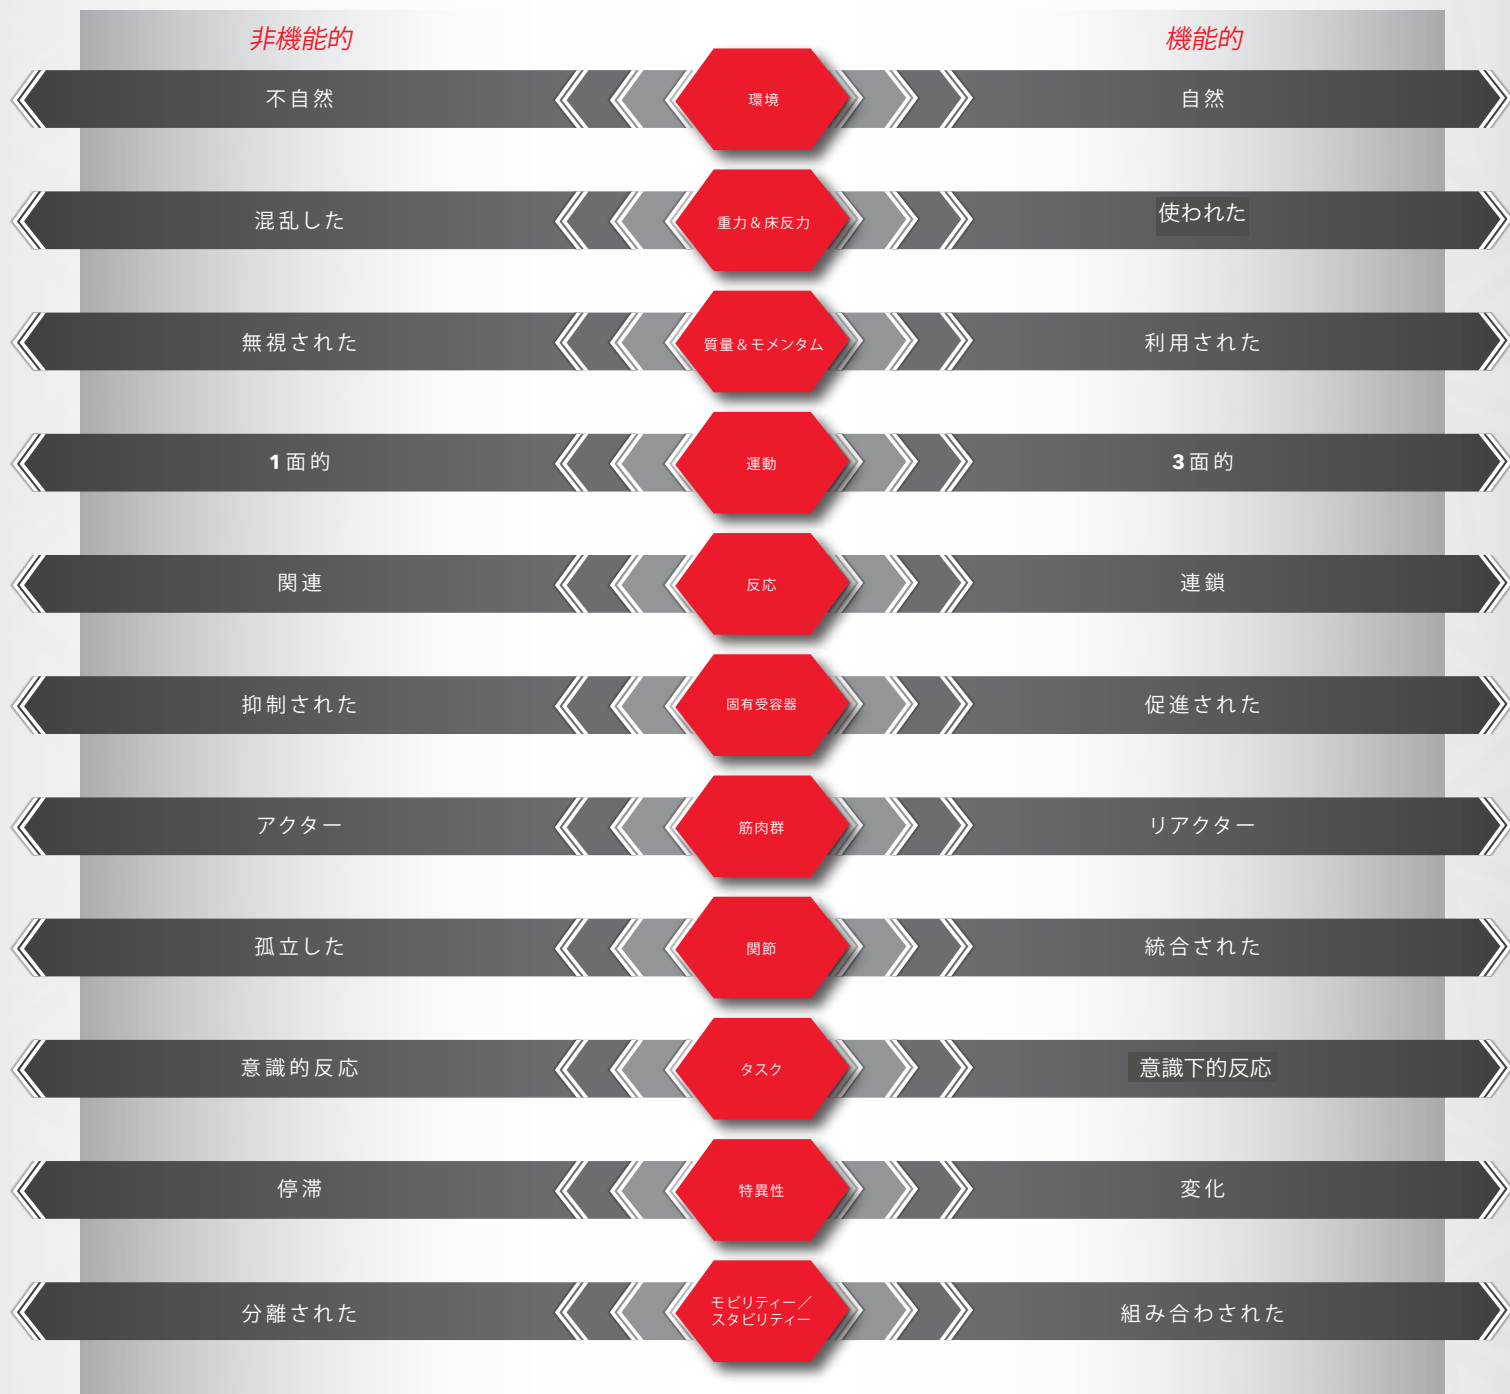 非機能的
機能的
不自然
環境
自然
混乱した
重力＆床反力
使われた
無視された
質量＆モメンタム
利用された
1面的
運動
3面的
関連
反応
連鎖
抑制された
固有受容器
促進された
アクター
筋肉群
リアクター
孤立した
関節
統合された
意識的反応
タスク
意識下的反応
停滞
特異性
変化
分離された
モビリティー／
スタビリティー
組み合わされた